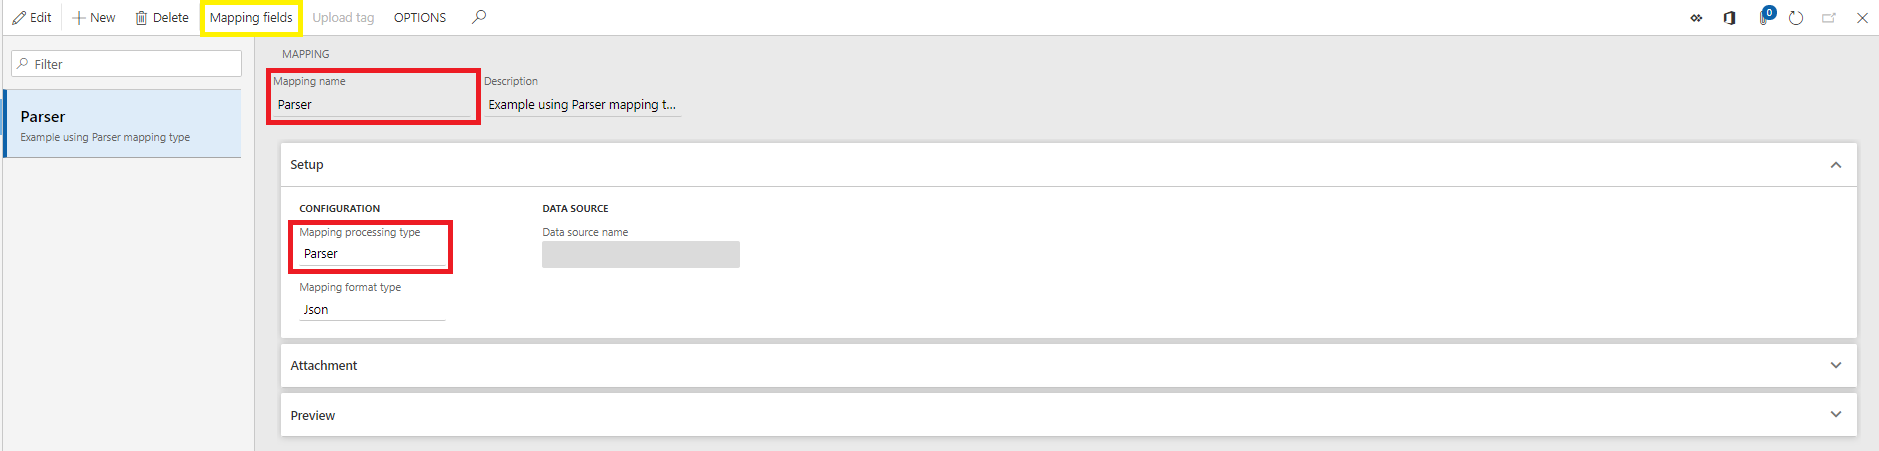 Edit New Delete Mapping fields Upload tag OPTIONS 0
Filter
Parser
Example using Parser mapping type
MAPPING
Mapping name Description
Parser Example using Parser mapping t...
Setup
CONFIGURATION DATA SOURCE
Mapping processing type Data source name
Parser
Mapping format type
Json
Attachment
Preview